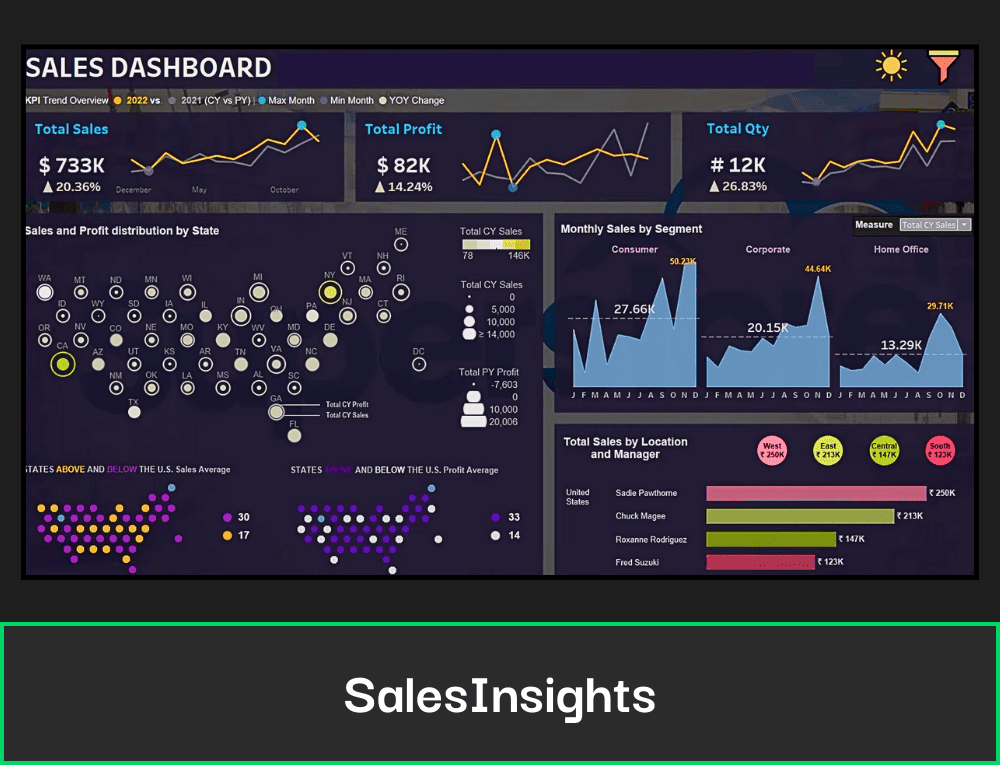 SALES DASHBOARD
KPI Trend Overview 2022 vs. 2021 (CY vs PY) | Max Month Min Month YOY Change
Total Sales
$ 733K
▲ 20.36%
December May October
Total Profit
$ 82K
▲ 14.24%
Total Qty
# 12K
▲ 26.83%
Sales and Profit distribution by State
ME
VT NH
WA MT ND MN WI MI NY MA RI
ID WY SD IA IL IN OH PA NJ CT
OR NV CO NE MO KY WV MD DE
CA AZ UT KS AR TN VA NC DC
NM OK LA MS AL SC
TX GA
FL
Total CY Profit
Total CY Sales
Total CY Sales
78 146K
Total CY Sales
0
5,000
10,000
≥ 14,000
Total PY Profit
-7,603
0
10,000
20,006
Monthly Sales by Segment
Measure Total CY Sales
Consumer Corporate Home Office
50.23K
27.66K
44.64K
20.15K
29.71K
13.29K
J F M A M J J A S O N D J F M A M J J A S O N D J F M A M J J A S O N D
STATES ABOVE AND BELOW THE U.S. Sales Average
30
17
STATES ABOVE AND BELOW THE U.S. Profit Average
33
14
Total Sales by Location
and Manager
West
₹ 250K
East
₹ 213K
Central
₹ 147K
South
₹ 123K
United
States
Sadie Pawthorne ₹ 250K
Chuck Magee ₹ 213K
Roxanne Rodriguez ₹ 147K
Fred Suzuki ₹ 123K
SalesInsights